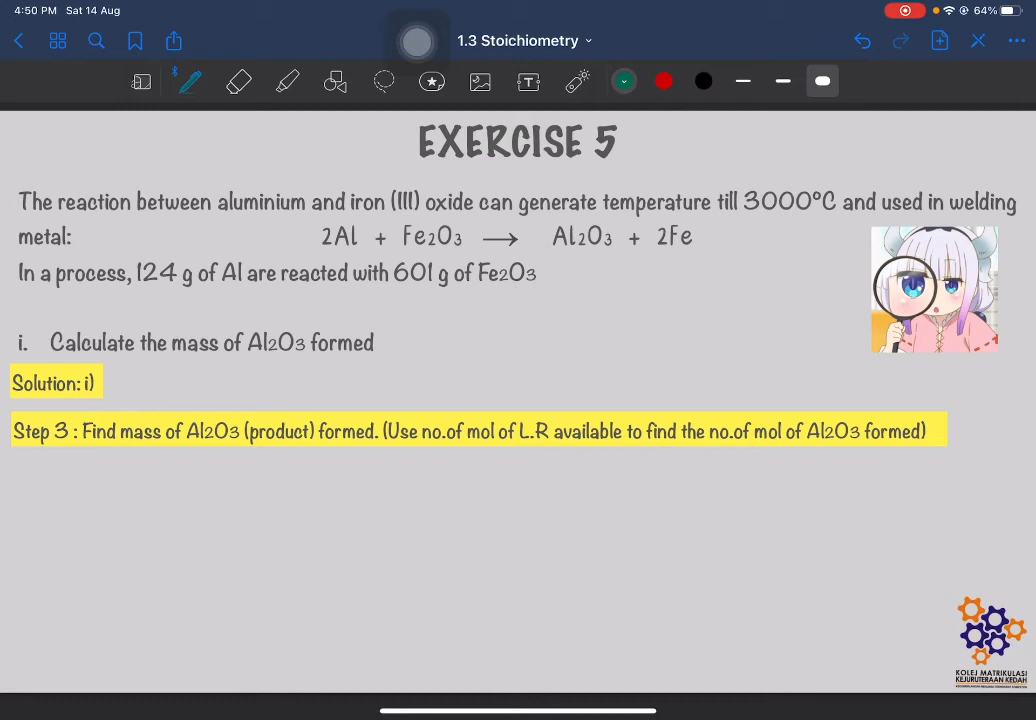 4:50 PM Sat 14 Aug
64%
1.3 Stoichiometry
T
EXERCISE 5
The reaction between aluminium and iron (III) oxide can generate temperature till 3000°C and used in welding
metal:
2Al + Fe2O3 → Al2O3 + 2Fe
In a process, 124 g of Al are reacted with 601 g of Fe2O3
i. Calculate the mass of Al2O3 formed
Solution: i)
Step 3 : Find mass of Al2O3 (product) formed. (Use no.of mol of L.R available to find the no.of mol of Al2O3 formed)
KOLEJ MATRIKULASI
KEJURUTERAAN KEDAH